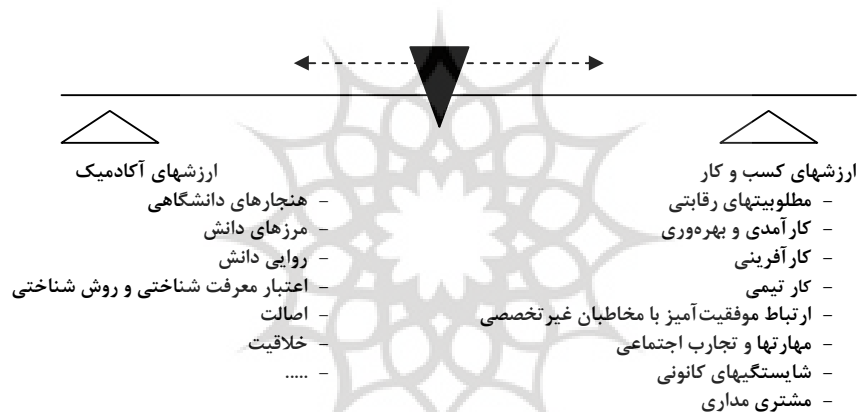 ارزشهای کسب و کار
- مطلوبیتهای رقابتی
- کارآمدی و بهره‌وری
- کارآفرینی
- کار تیمی
- ارتباط موفقیت‌آمیز با مخاطبان غیرتخصصی
- مهارتها و تجارب اجتماعی
- شایستگیهای کانونی
- مشتری مداری
ارزشهای آکادمیک
- هنجارهای دانشگاهی
- مرزهای دانش
- روایی دانش
- اعتبار معرفت شناختی و روش شناختی
- اصالت
- خلاقیت
- .....